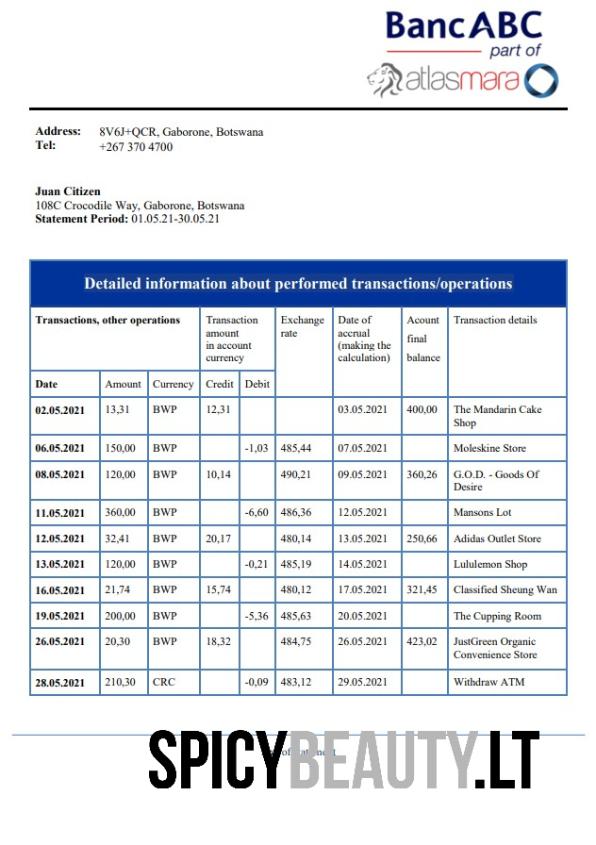 BancABC
part of
atlasmara
Address: 8V6J+QCR, Gaborone, Botswana
Tel: +267 370 4700
Juan Citizen
108C Crocodile Way, Gaborone, Botswana
Statement Period: 01.05.21-30.05.21
Detailed information about performed transactions/operations
Transactions, other operations Transaction amount in account currency Exchange rate Date of accrual (making the calculation) Acount final balance Transaction details
Date Amount Currency Credit Debit
02.05.2021 13,31 BWP 12,31 03.05.2021 400,00 The Mandarin Cake Shop
06.05.2021 150,00 BWP -1,03 485,44 07.05.2021 Moleskine Store
08.05.2021 120,00 BWP 10,14 490,21 09.05.2021 360,26 G.O.D. - Goods Of Desire
11.05.2021 360,00 BWP -6,60 486,36 12.05.2021 Mansons Lot
12.05.2021 32,41 BWP 20,17 480,14 13.05.2021 250,66 Adidas Outlet Store
13.05.2021 120,00 BWP -0,21 485,19 14.05.2021 Lululemon Shop
16.05.2021 21,74 BWP 15,74 480,12 17.05.2021 321,45 Classified Sheung Wan
19.05.2021 200,00 BWP -5,36 485,63 20.05.2021 The Cupping Room
26.05.2021 20,30 BWP 18,32 484,75 26.05.2021 423,02 JustGreen Organic Convenience Store
28.05.2021 210,30 CRC -0,09 483,12 29.05.2021 Withdraw ATM
SPICYBEAUTY.LT